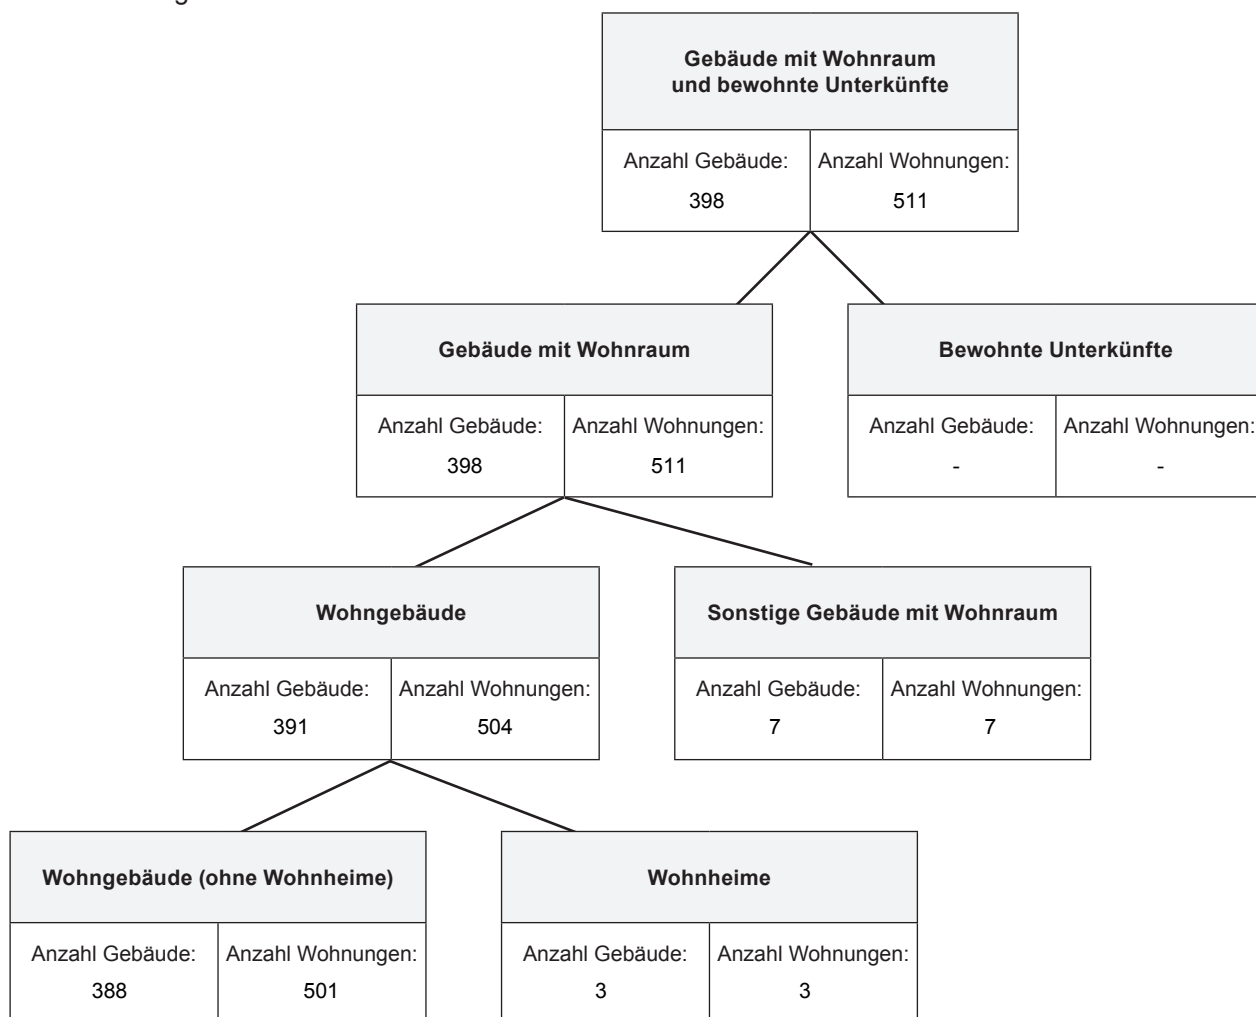 Gebäude mit Wohnraum
und bewohnte Unterkünfte
Anzahl Gebäude: Anzahl Wohnungen:
398 511
Gebäude mit Wohnraum
Anzahl Gebäude: Anzahl Wohnungen:
398 511
Bewohnte Unterkünfte
Anzahl Gebäude: Anzahl Wohnungen:
- -
Wohngebäude
Anzahl Gebäude: Anzahl Wohnungen:
391 504
Sonstige Gebäude mit Wohnraum
Anzahl Gebäude: Anzahl Wohnungen:
7 7
Wohngebäude (ohne Wohnheime)
Anzahl Gebäude: Anzahl Wohnungen:
388 501
Wohnheime
Anzahl Gebäude: Anzahl Wohnungen:
3 3